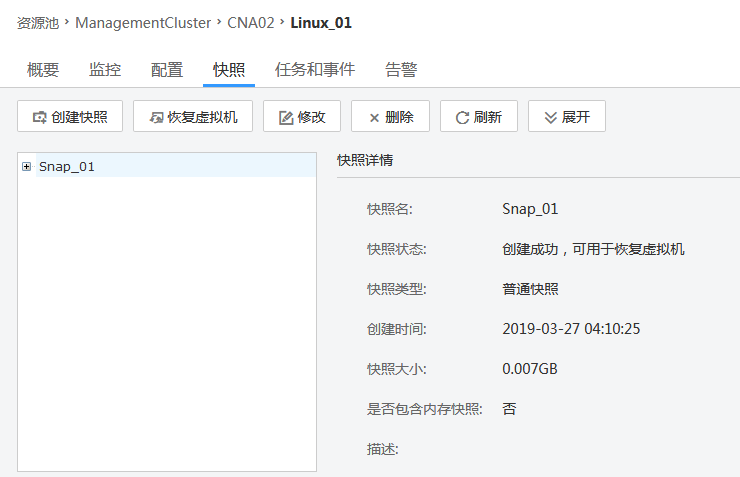 资源池 › ManagementCluster › CNA02 › Linux_01
概要 监控 配置 快照 任务和事件 告警
创建快照 恢复虚拟机 修改 删除 刷新 展开
Snap_01
快照详情
快照名: Snap_01
快照状态: 创建成功，可用于恢复虚拟机
快照类型: 普通快照
创建时间: 2019-03-27 04:10:25
快照大小: 0.007GB
是否包含内存快照: 否
描述: